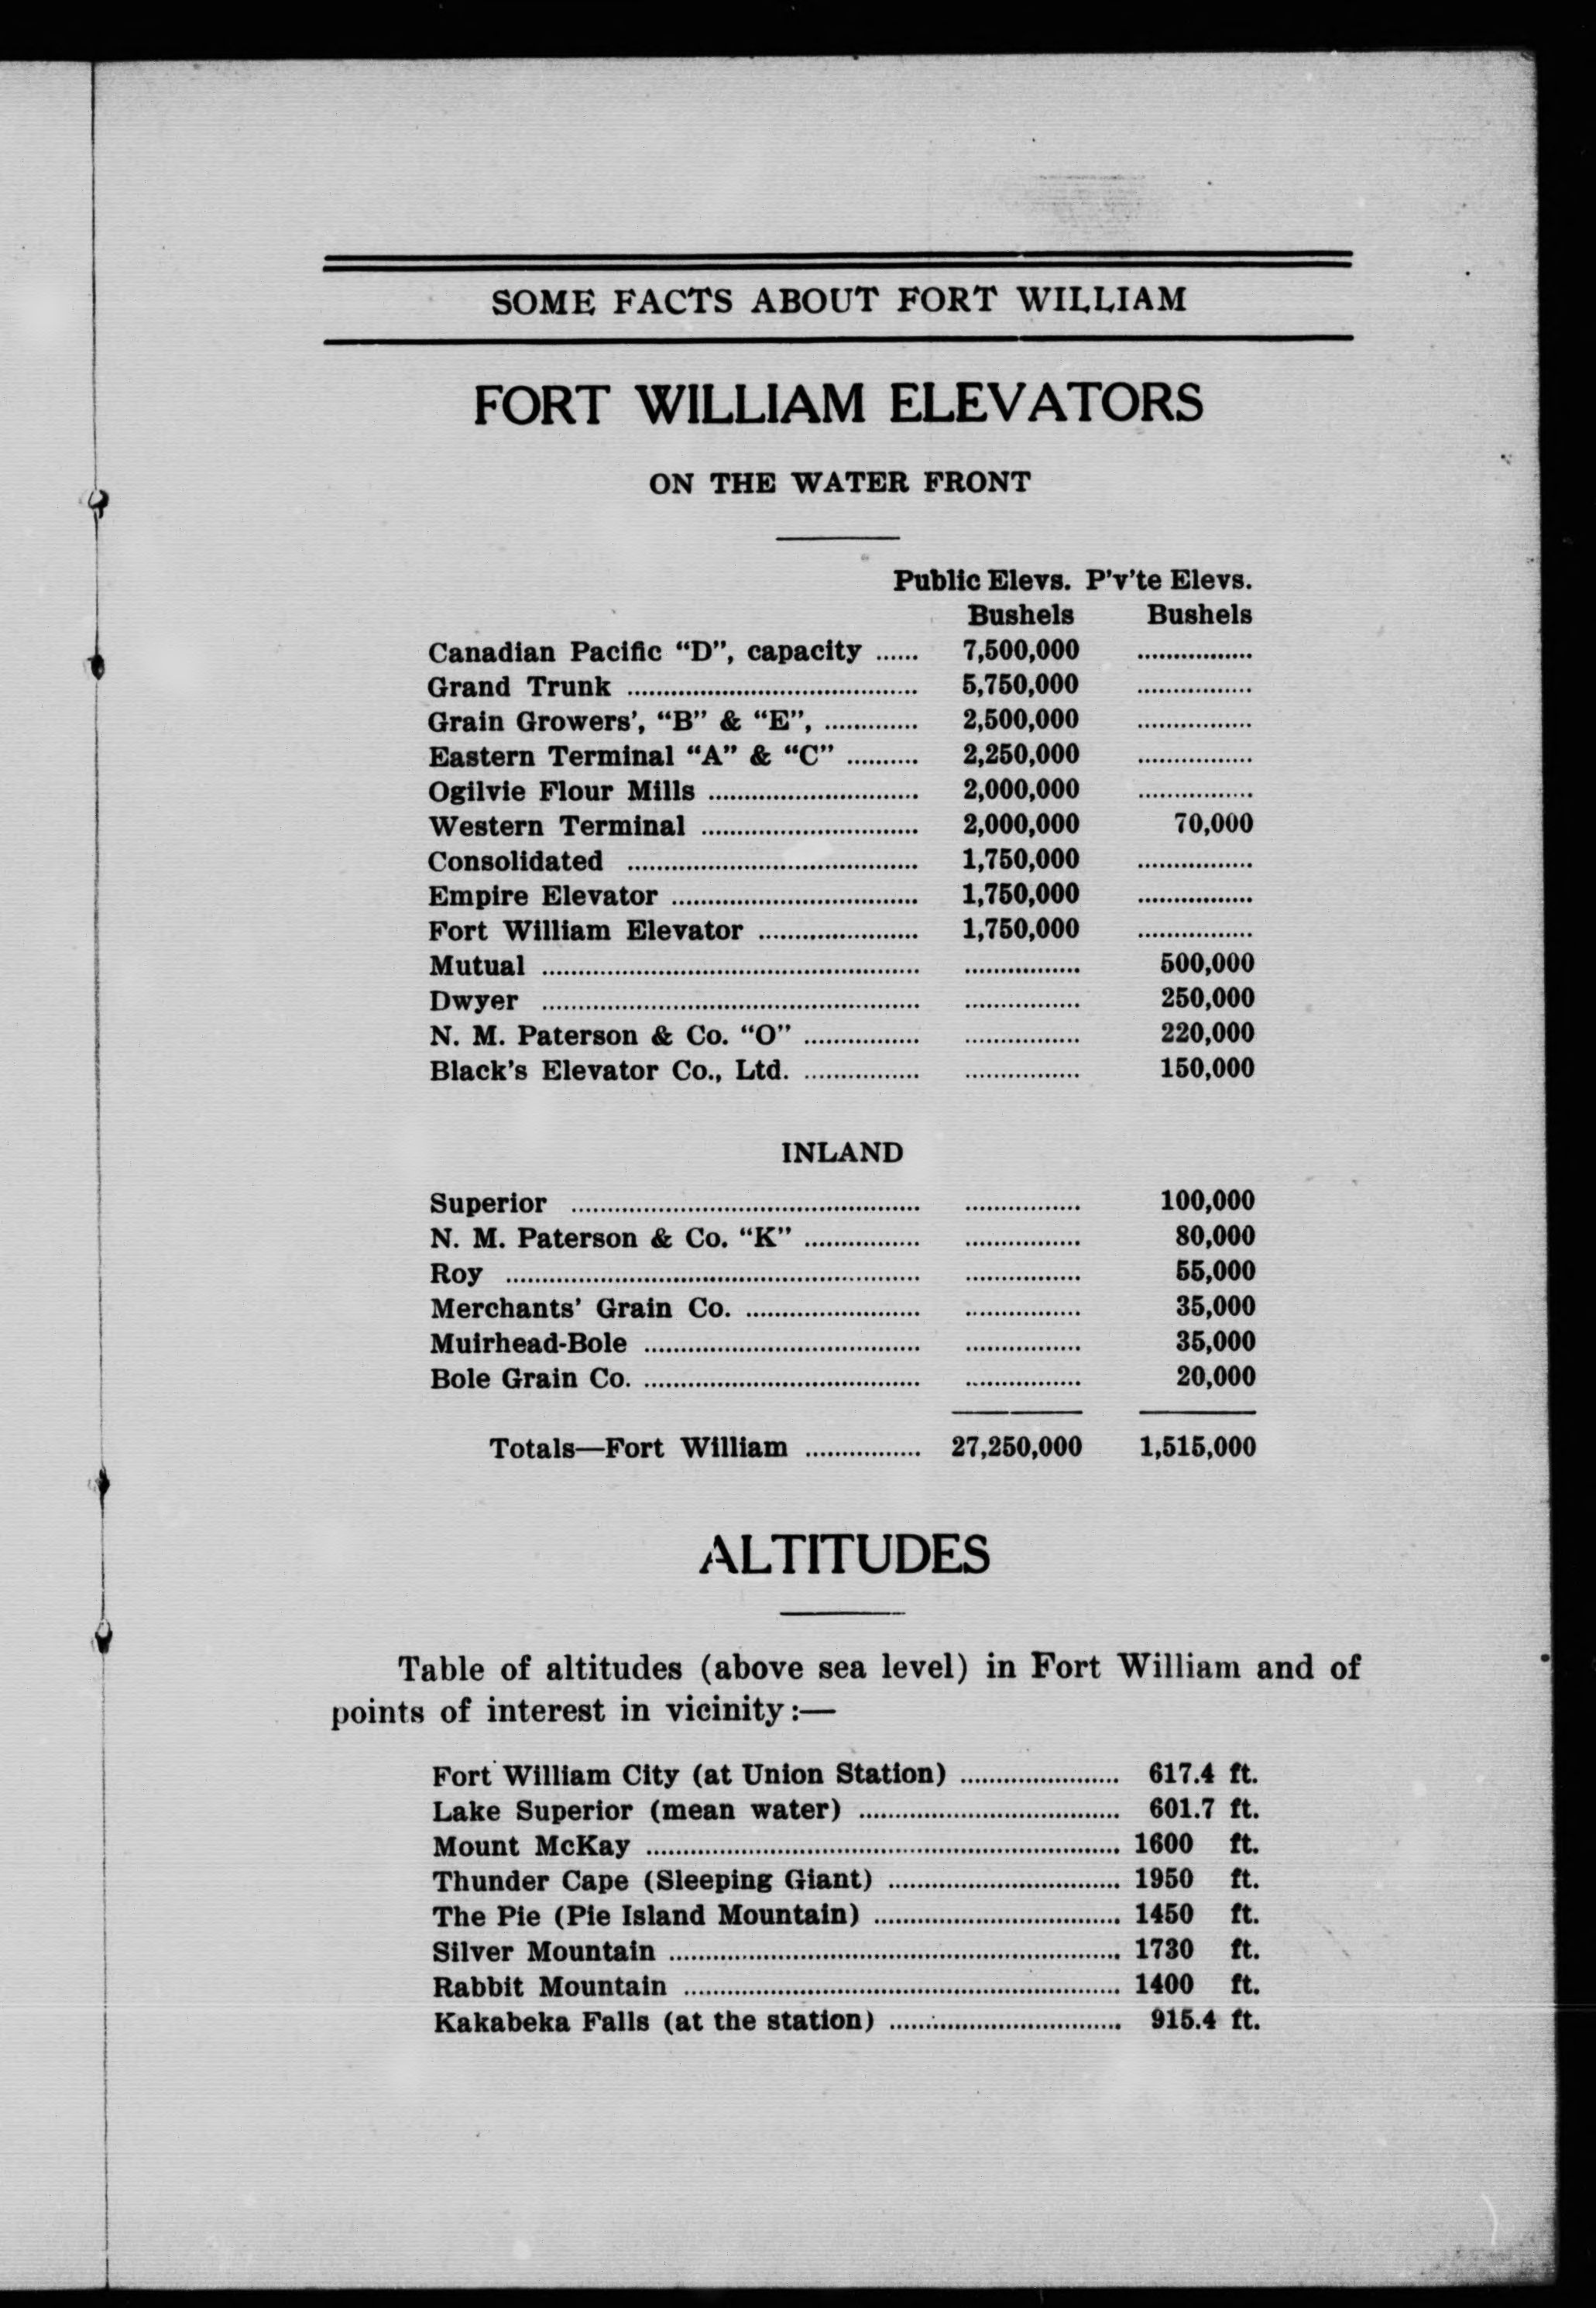 SOME FACTS ABOUT FORT WILLIAM
FORT WILLIAM ELEVATORS
ON THE WATER FRONT
Public Elevs. P'v'te Elevs.
Bushels Bushels
Canadian Pacific “D”, capacity ...... 7,500,000 ................
Grand Trunk ........................................ 5,750,000 ................
Grain Growers', “B” & “E”, ............. 2,500,000 ................
Eastern Terminal “A” & “C” .......... 2,250,000 ................
Ogilvie Flour Mills ............................. 2,000,000 ................
Western Terminal .............................. 2,000,000 70,000
Consolidated ........................................ 1,750,000 ................
Empire Elevator .................................. 1,750,000 ................
Fort William Elevator ...................... 1,750,000 ................
Mutual .................................................... ................ 500,000
Dwyer .................................................... ................ 250,000
N. M. Paterson & Co. “O” ................ ................ 220,000
Black's Elevator Co., Ltd. ................ ................ 150,000
INLAND
Superior ................................................ ................ 100,000
N. M. Paterson & Co. “K” ................ ................ 80,000
Roy ......................................................... ................ 55,000
Merchants' Grain Co. ........................ ................ 35,000
Muirhead-Bole ...................................... ................ 35,000
Bole Grain Co. ...................................... ................ 20,000
Totals—Fort William ................ 27,250,000 1,515,000
ALTITUDES
Table of altitudes (above sea level) in Fort William and of
points of interest in vicinity:—
Fort William City (at Union Station) ...................... 617.4 ft.
Lake Superior (mean water) .................................... 601.7 ft.
Mount McKay ................................................................. 1600 ft.
Thunder Cape (Sleeping Giant) ................................ 1950 ft.
The Pie (Pie Island Mountain) .................................. 1450 ft.
Silver Mountain .............................................................. 1730 ft.
Rabbit Mountain ............................................................ 1400 ft.
Kakabeka Falls (at the station) ................................ 915.4 ft.